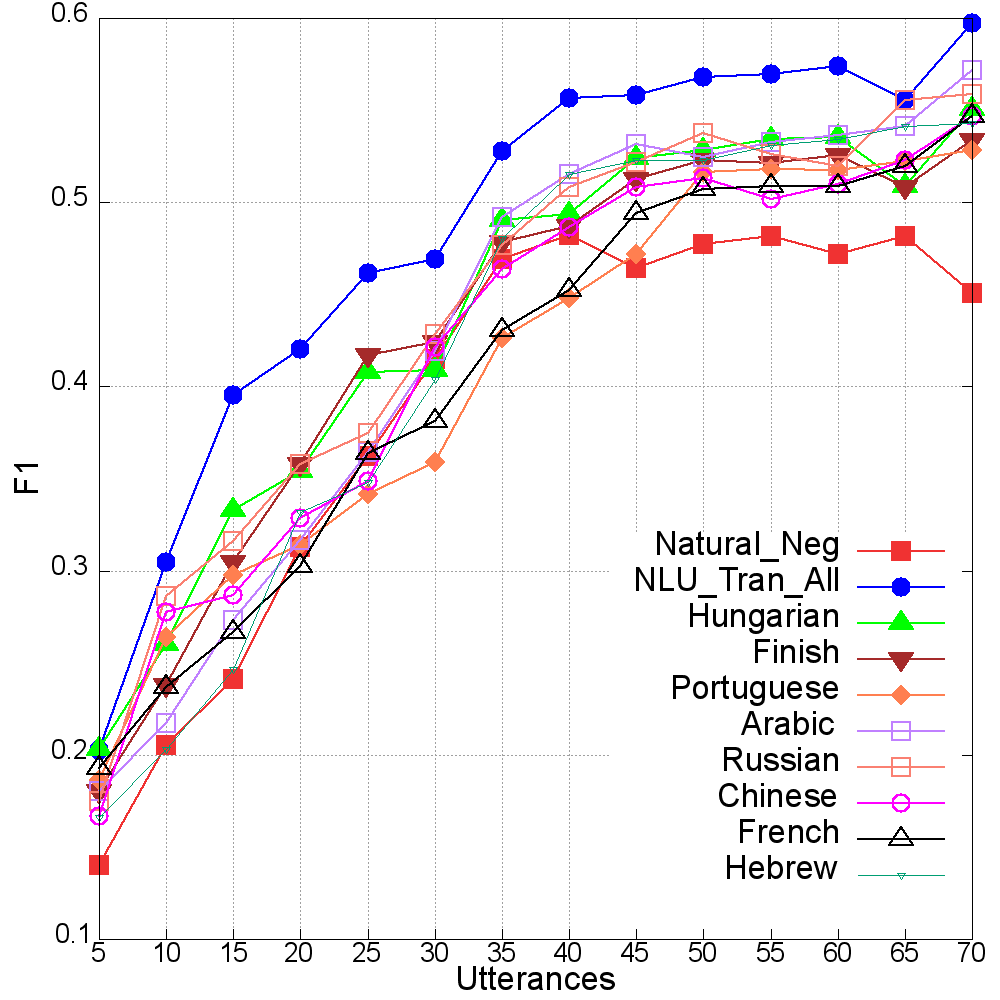 0.6
0.5
0.4
0.3
0.2
0.1
F1
Natural_Neg
NLU_Tran_All
Hungarian
Finish
Portuguese
Arabic
Russian
Chinese
French
Hebrew
5 10 15 20 25 30 35 40 45 50 55 60 65 70
Utterances